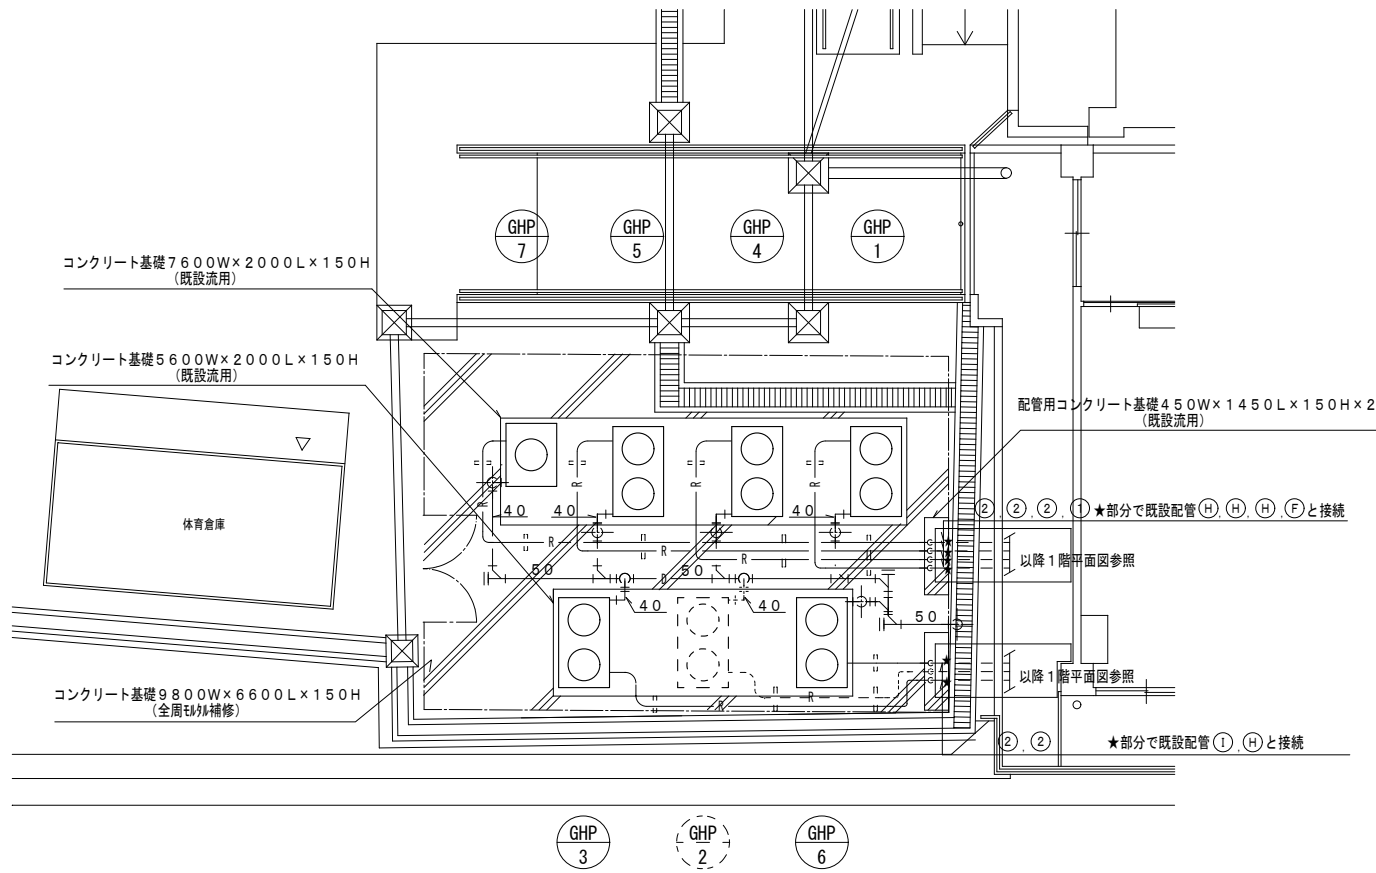 GHP
7
GHP
5
GHP
4
GHP
1
コンクリート基礎7600W×2000L×150H
(既設流用)
コンクリート基礎5600W×2000L×150H
(既設流用)
配管用コンクリート基礎450W×1450L×150H×2
(既設流用)
体育倉庫
R
R
R
R
R
40
40
40
②,②,②,① ★部分で既設配管Ⓗ,Ⓗ,Ⓗ,Ⓕと接続
R
R
R
以降1階平面図参照
50
D
50
40
40
50
★
★
★
★
★
★
以降1階平面図参照
R
R
コンクリート基礎9800W×6600L×150H
(全周ﾓﾙﾀﾙ補修)
②,② ★部分で既設配管Ⓘ,Ⓗと接続
GHP
3
GHP
2
GHP
6